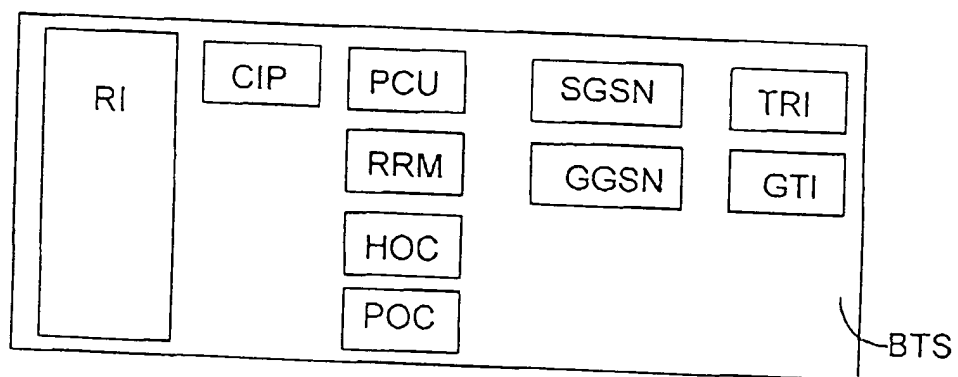 RI
CIP
PCU
SGSN
TRI
RRM
GGSN
GTI
HOC
POC
BTS